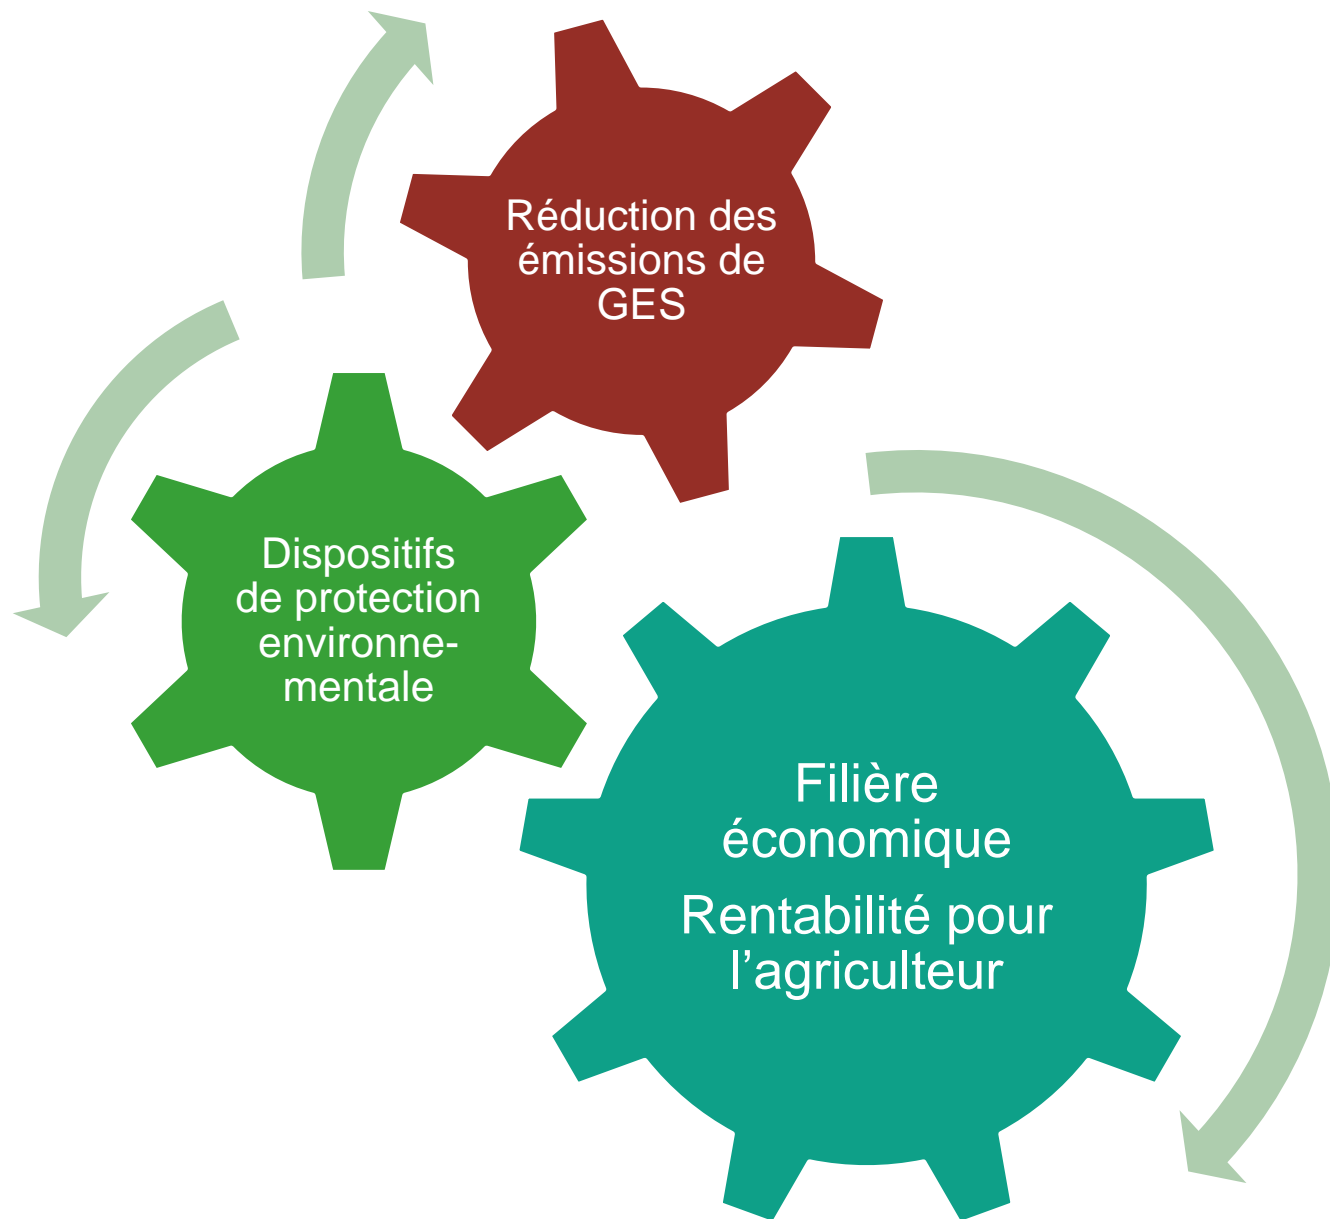 Réduction des
émissions de
GES
Dispositifs
de protection
environne-
mentale
Filière
économique
Rentabilité pour
l’agriculteur